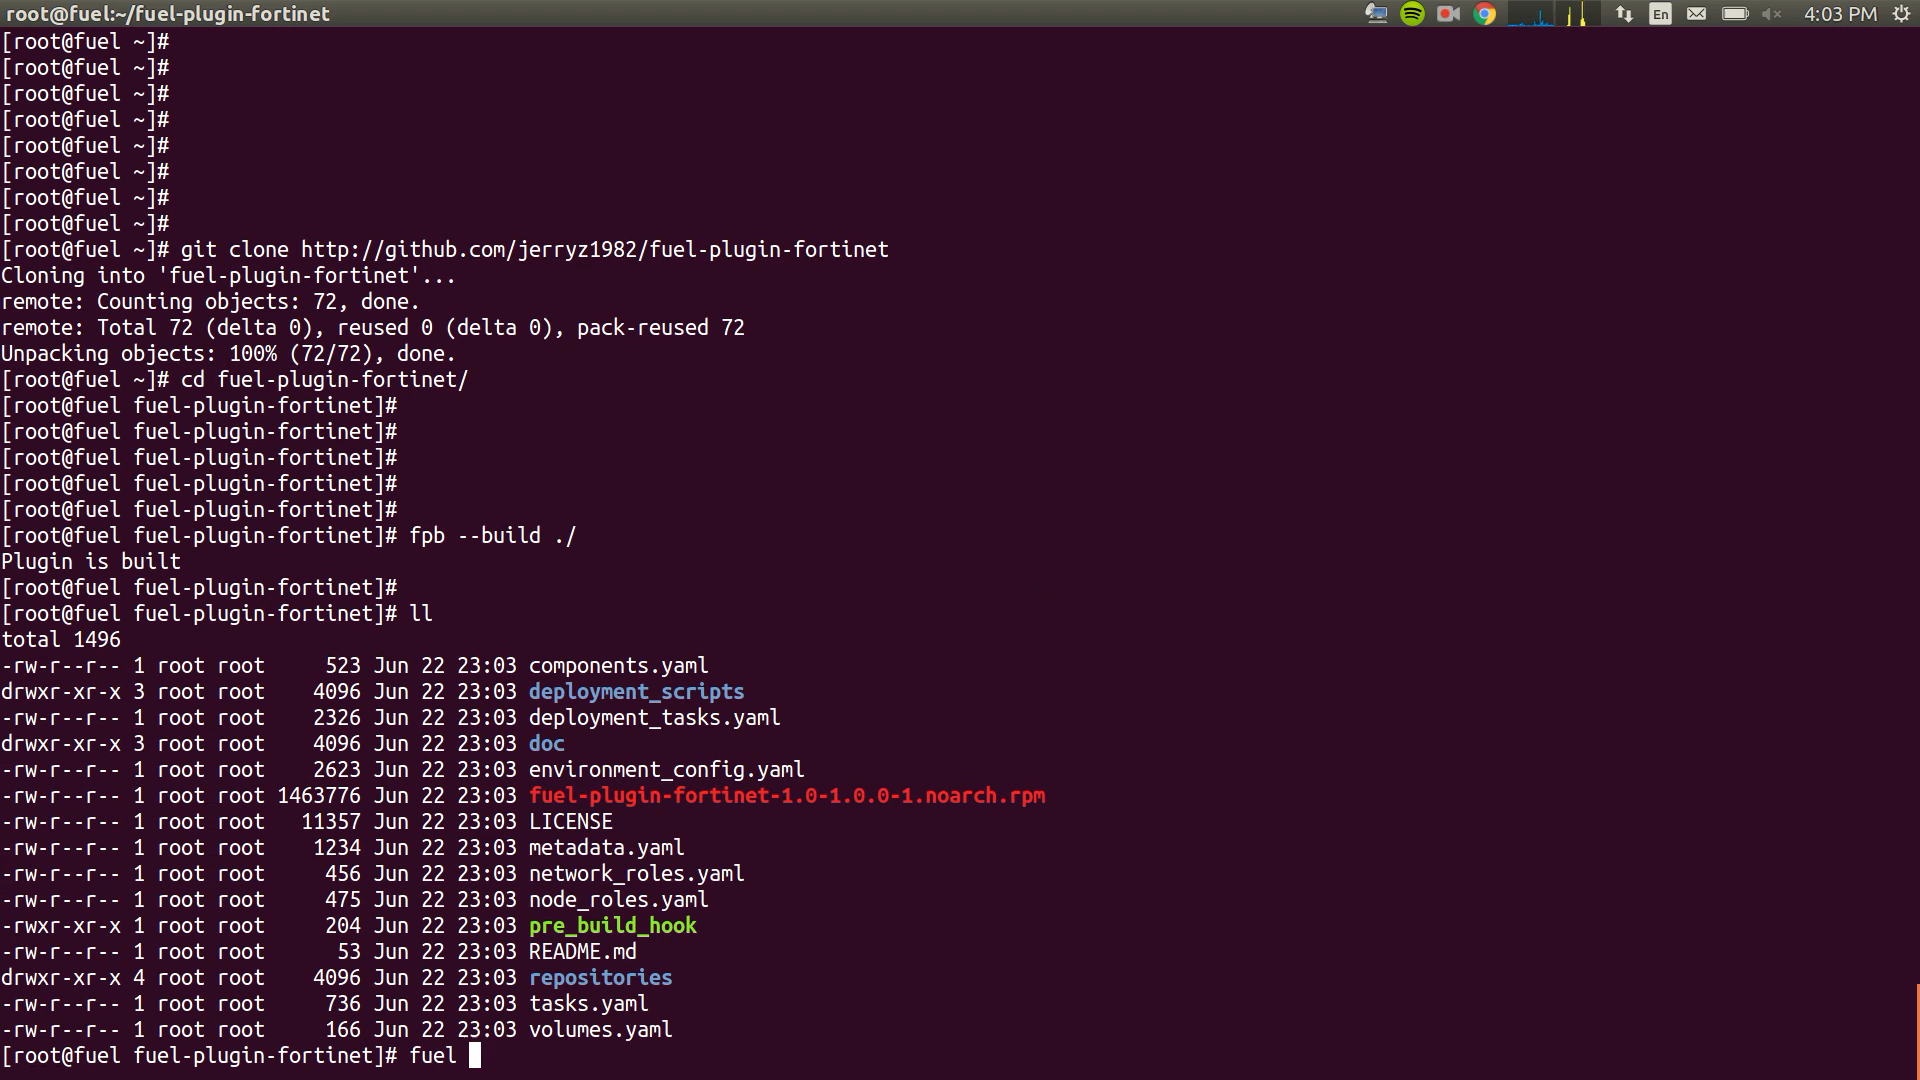 root@fuel:~/fuel-plugin-fortinet
En
4:03 PM
[root@fuel ~]#
[root@fuel ~]#
[root@fuel ~]#
[root@fuel ~]#
[root@fuel ~]#
[root@fuel ~]#
[root@fuel ~]#
[root@fuel ~]#
[root@fuel ~]# git clone http://github.com/jerryz1982/fuel-plugin-fortinet
Cloning into 'fuel-plugin-fortinet'...
remote: Counting objects: 72, done.
remote: Total 72 (delta 0), reused 0 (delta 0), pack-reused 72
Unpacking objects: 100% (72/72), done.
[root@fuel ~]# cd fuel-plugin-fortinet/
[root@fuel fuel-plugin-fortinet]#
[root@fuel fuel-plugin-fortinet]#
[root@fuel fuel-plugin-fortinet]#
[root@fuel fuel-plugin-fortinet]#
[root@fuel fuel-plugin-fortinet]#
[root@fuel fuel-plugin-fortinet]# fpb --build ./
Plugin is built
[root@fuel fuel-plugin-fortinet]#
[root@fuel fuel-plugin-fortinet]# ll
total 1496
-rw-r--r-- 1 root root     523 Jun 22 23:03 components.yaml
drwxr-xr-x 3 root root    4096 Jun 22 23:03 deployment_scripts
-rw-r--r-- 1 root root    2326 Jun 22 23:03 deployment_tasks.yaml
drwxr-xr-x 3 root root    4096 Jun 22 23:03 doc
-rw-r--r-- 1 root root    2623 Jun 22 23:03 environment_config.yaml
-rw-r--r-- 1 root root 1463776 Jun 22 23:03 fuel-plugin-fortinet-1.0-1.0.0-1.noarch.rpm
-rw-r--r-- 1 root root   11357 Jun 22 23:03 LICENSE
-rw-r--r-- 1 root root    1234 Jun 22 23:03 metadata.yaml
-rw-r--r-- 1 root root     456 Jun 22 23:03 network_roles.yaml
-rw-r--r-- 1 root root     475 Jun 22 23:03 node_roles.yaml
-rwxr-xr-x 1 root root     204 Jun 22 23:03 pre_build_hook
-rw-r--r-- 1 root root      53 Jun 22 23:03 README.md
drwxr-xr-x 4 root root    4096 Jun 22 23:03 repositories
-rw-r--r-- 1 root root     736 Jun 22 23:03 tasks.yaml
-rw-r--r-- 1 root root     166 Jun 22 23:03 volumes.yaml
[root@fuel fuel-plugin-fortinet]# fuel